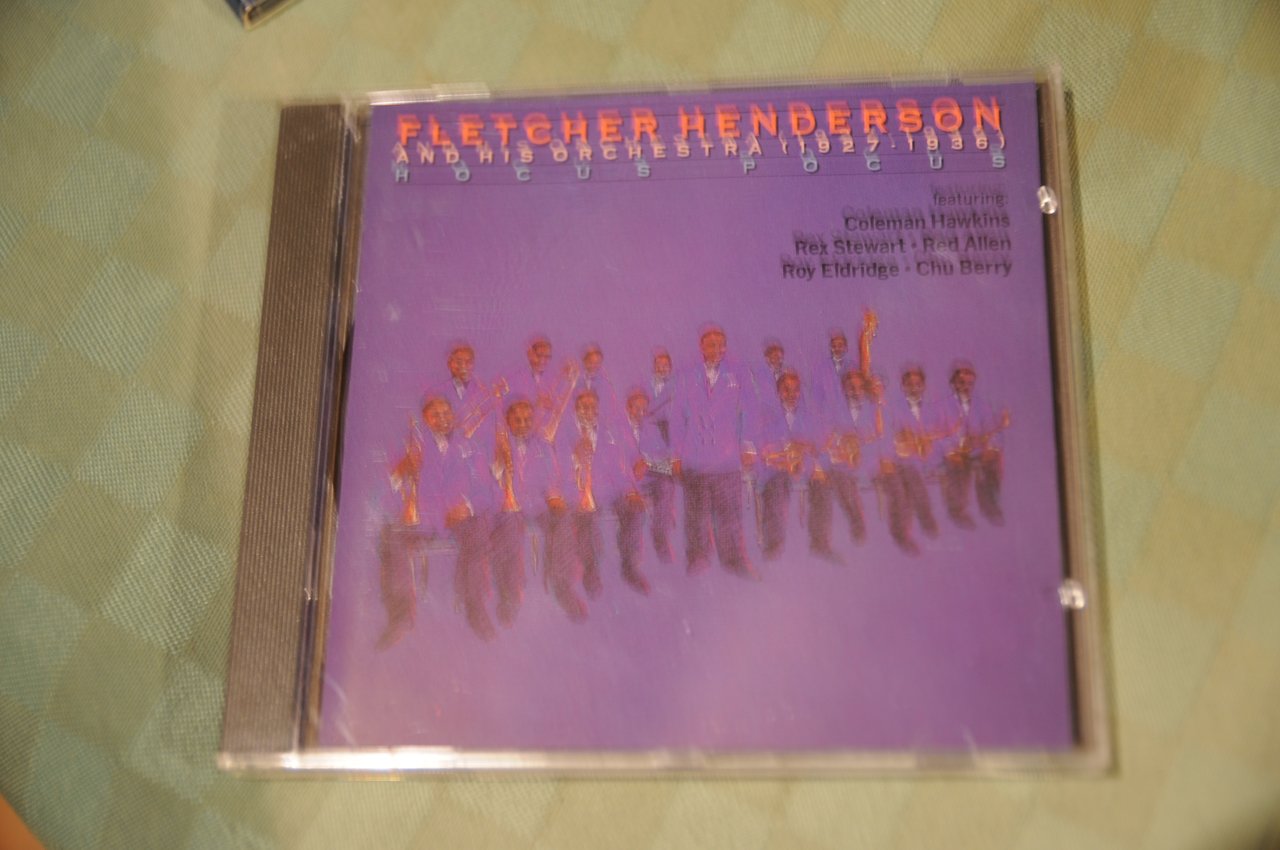 FLETCHER HENDERSON
AND HIS ORCHESTRA (1927-1936)
HOCUS POCUS
featuring:
Coleman Hawkins
Rex Stewart • Red Allen
Roy Eldridge • Chu Berry